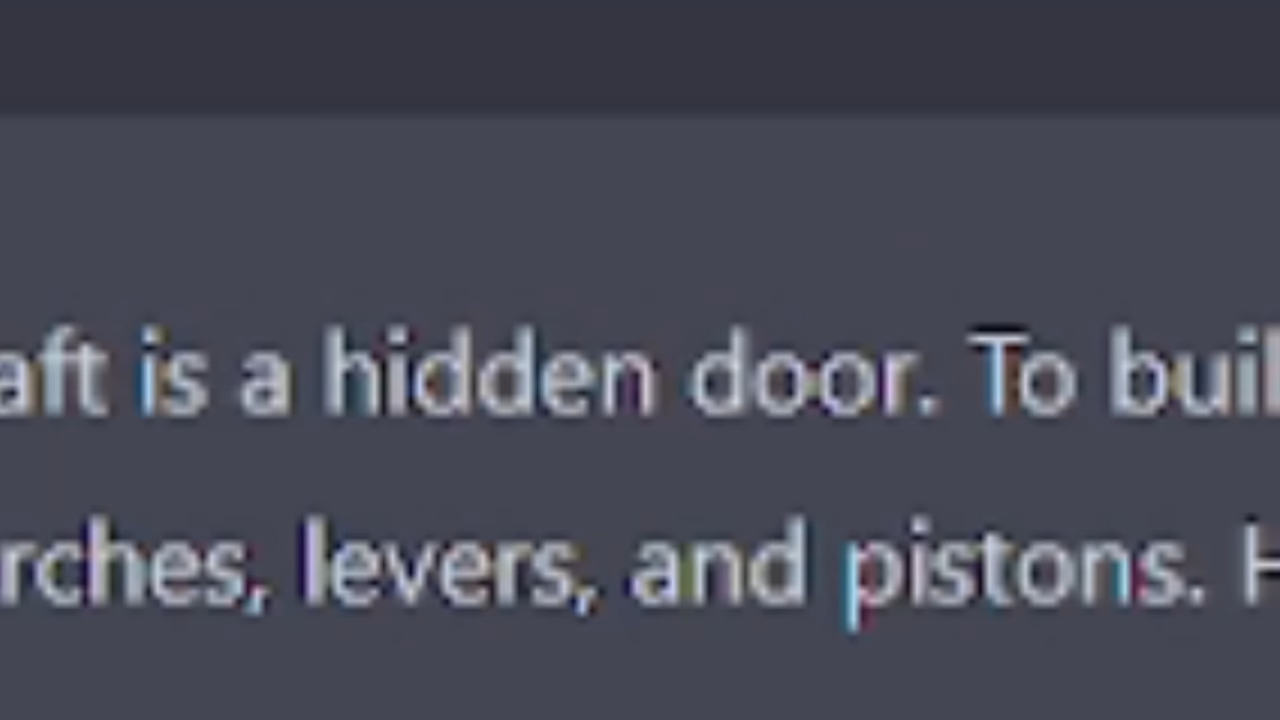 aft is a hidden door. To buil
rches, levers, and pistons. H